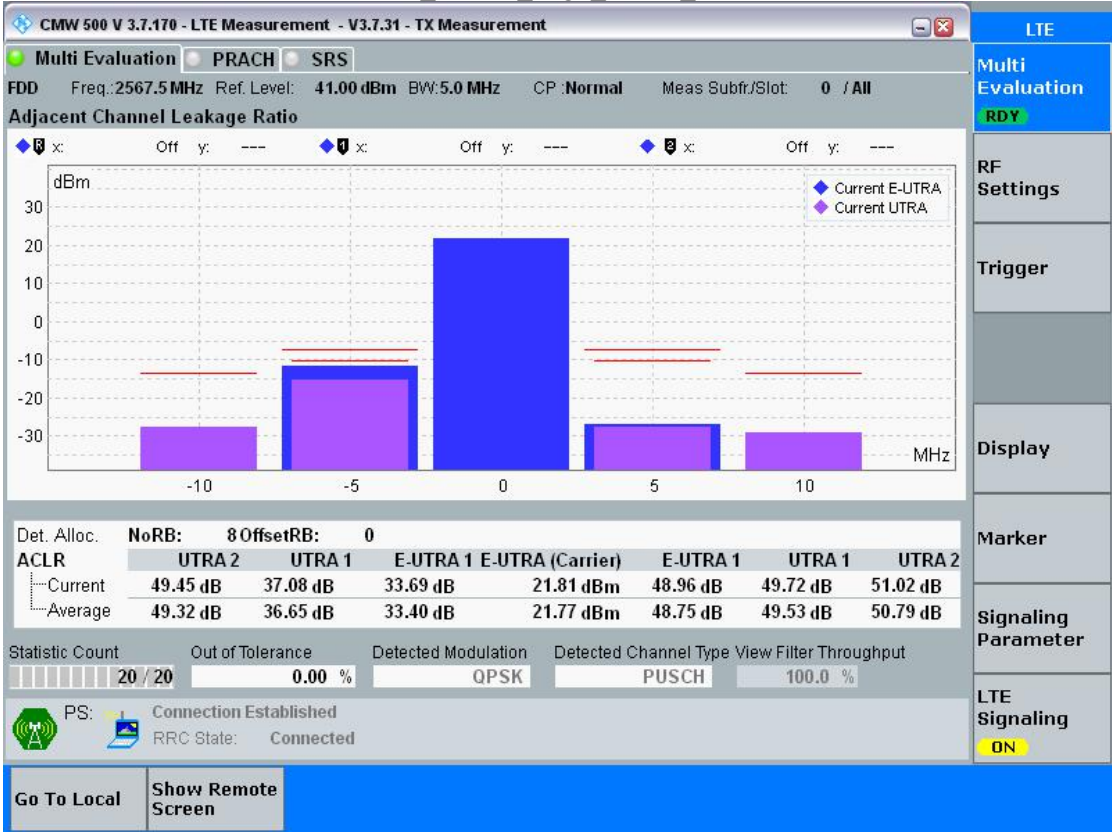 CMW 500 V 3.7.170 - LTE Measurement - V3.7.31 - TX Measurement
LTE
Multi Evaluation PRACH SRS
Multi
Evaluation
RDY
FDD Freq.:2567.5 MHz Ref. Level: 41.00 dBm BW:5.0 MHz CP :Normal Meas Subfr./Slot: 0 / All
Adjacent Channel Leakage Ratio
R x: Off y: --- 1 x: Off y: --- 2 x: Off y: ---
dBm
Current E-UTRA
Current UTRA
30
20
10
0
-10
-20
-30
MHz
-10 -5 0 5 10
RF
Settings
Trigger
Display
Marker
Signaling
Parameter
LTE
Signaling
ON
Det. Alloc. NoRB: 8 OffsetRB: 0
ACLR UTRA 2 UTRA 1 E-UTRA 1 E-UTRA (Carrier) E-UTRA 1 UTRA 1 UTRA 2
Current 49.45 dB 37.08 dB 33.69 dB 21.81 dBm 48.96 dB 49.72 dB 51.02 dB
Average 49.32 dB 36.65 dB 33.40 dB 21.77 dBm 48.75 dB 49.53 dB 50.79 dB
Statistic Count Out of Tolerance Detected Modulation Detected Channel Type View Filter Throughput
20 / 20 0.00 % QPSK PUSCH 100.0 %
PS: Connection Established
RRC State: Connected
Go To Local
Show Remote
Screen